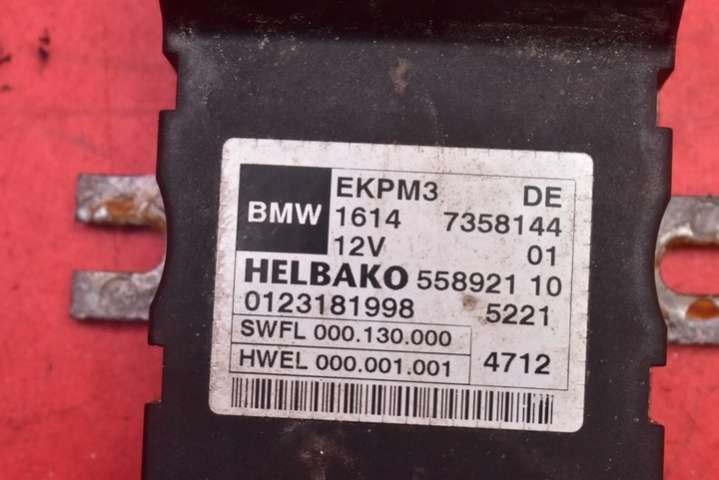 BMW EKPM3 DE
1614 7358144
12V 01
HELBAKO 558921 10
0123181998 5221
SWFL 000.130.000
HWEL 000.001.001 4712